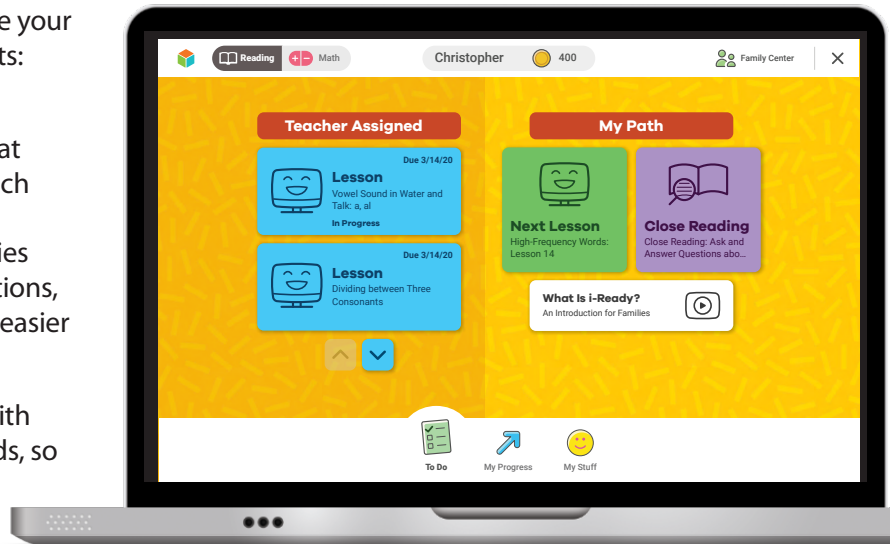 e your
ts:
at
ch
ies
tions,
easier
ith
ds, so
Reading
Math
Christopher
400
Family Center
Teacher Assigned
Due 3/14/20
Lesson
Vowel Sound in Water and
Talk: a, al
In Progress
Due 3/14/20
Lesson
Dividing between Three
Consonants
My Path
Next Lesson
High-Frequency Words:
Lesson 14
Close Reading
Close Reading: Ask and
Answer Questions abo...
What Is i-Ready?
An Introduction for Families
To Do
My Progress
My Stuff